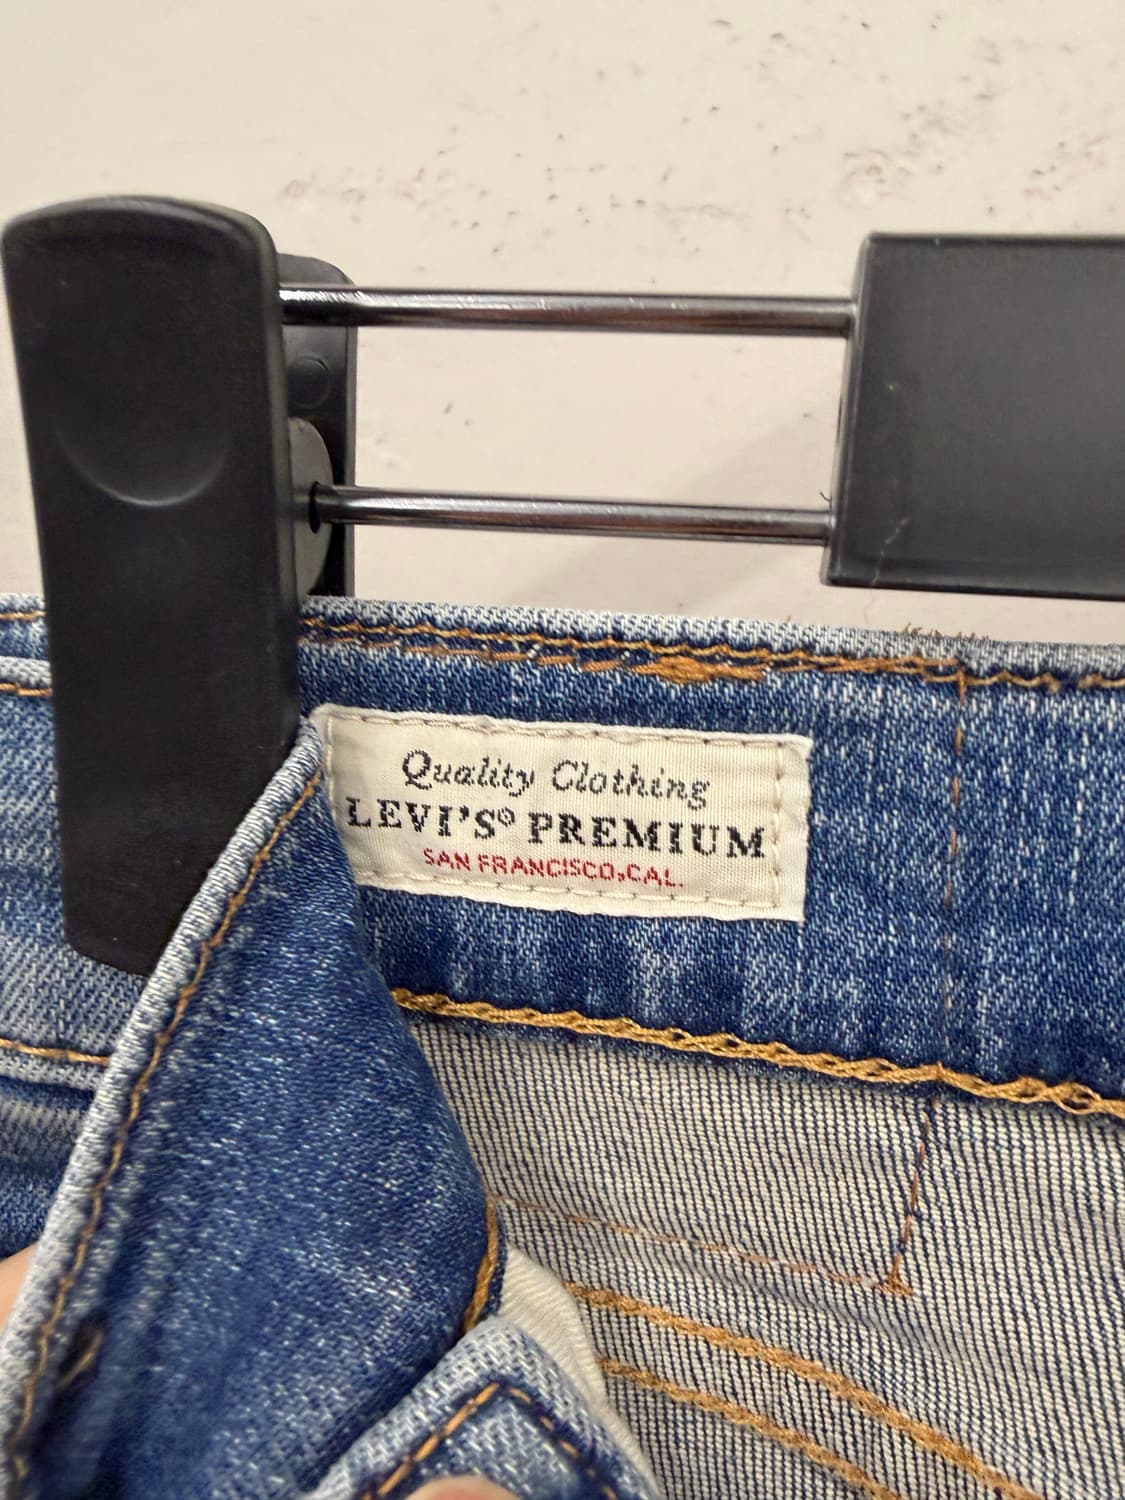 Quality Clothing
LEVI'S® PREMIUM
SAN FRANCISCO,CAL.